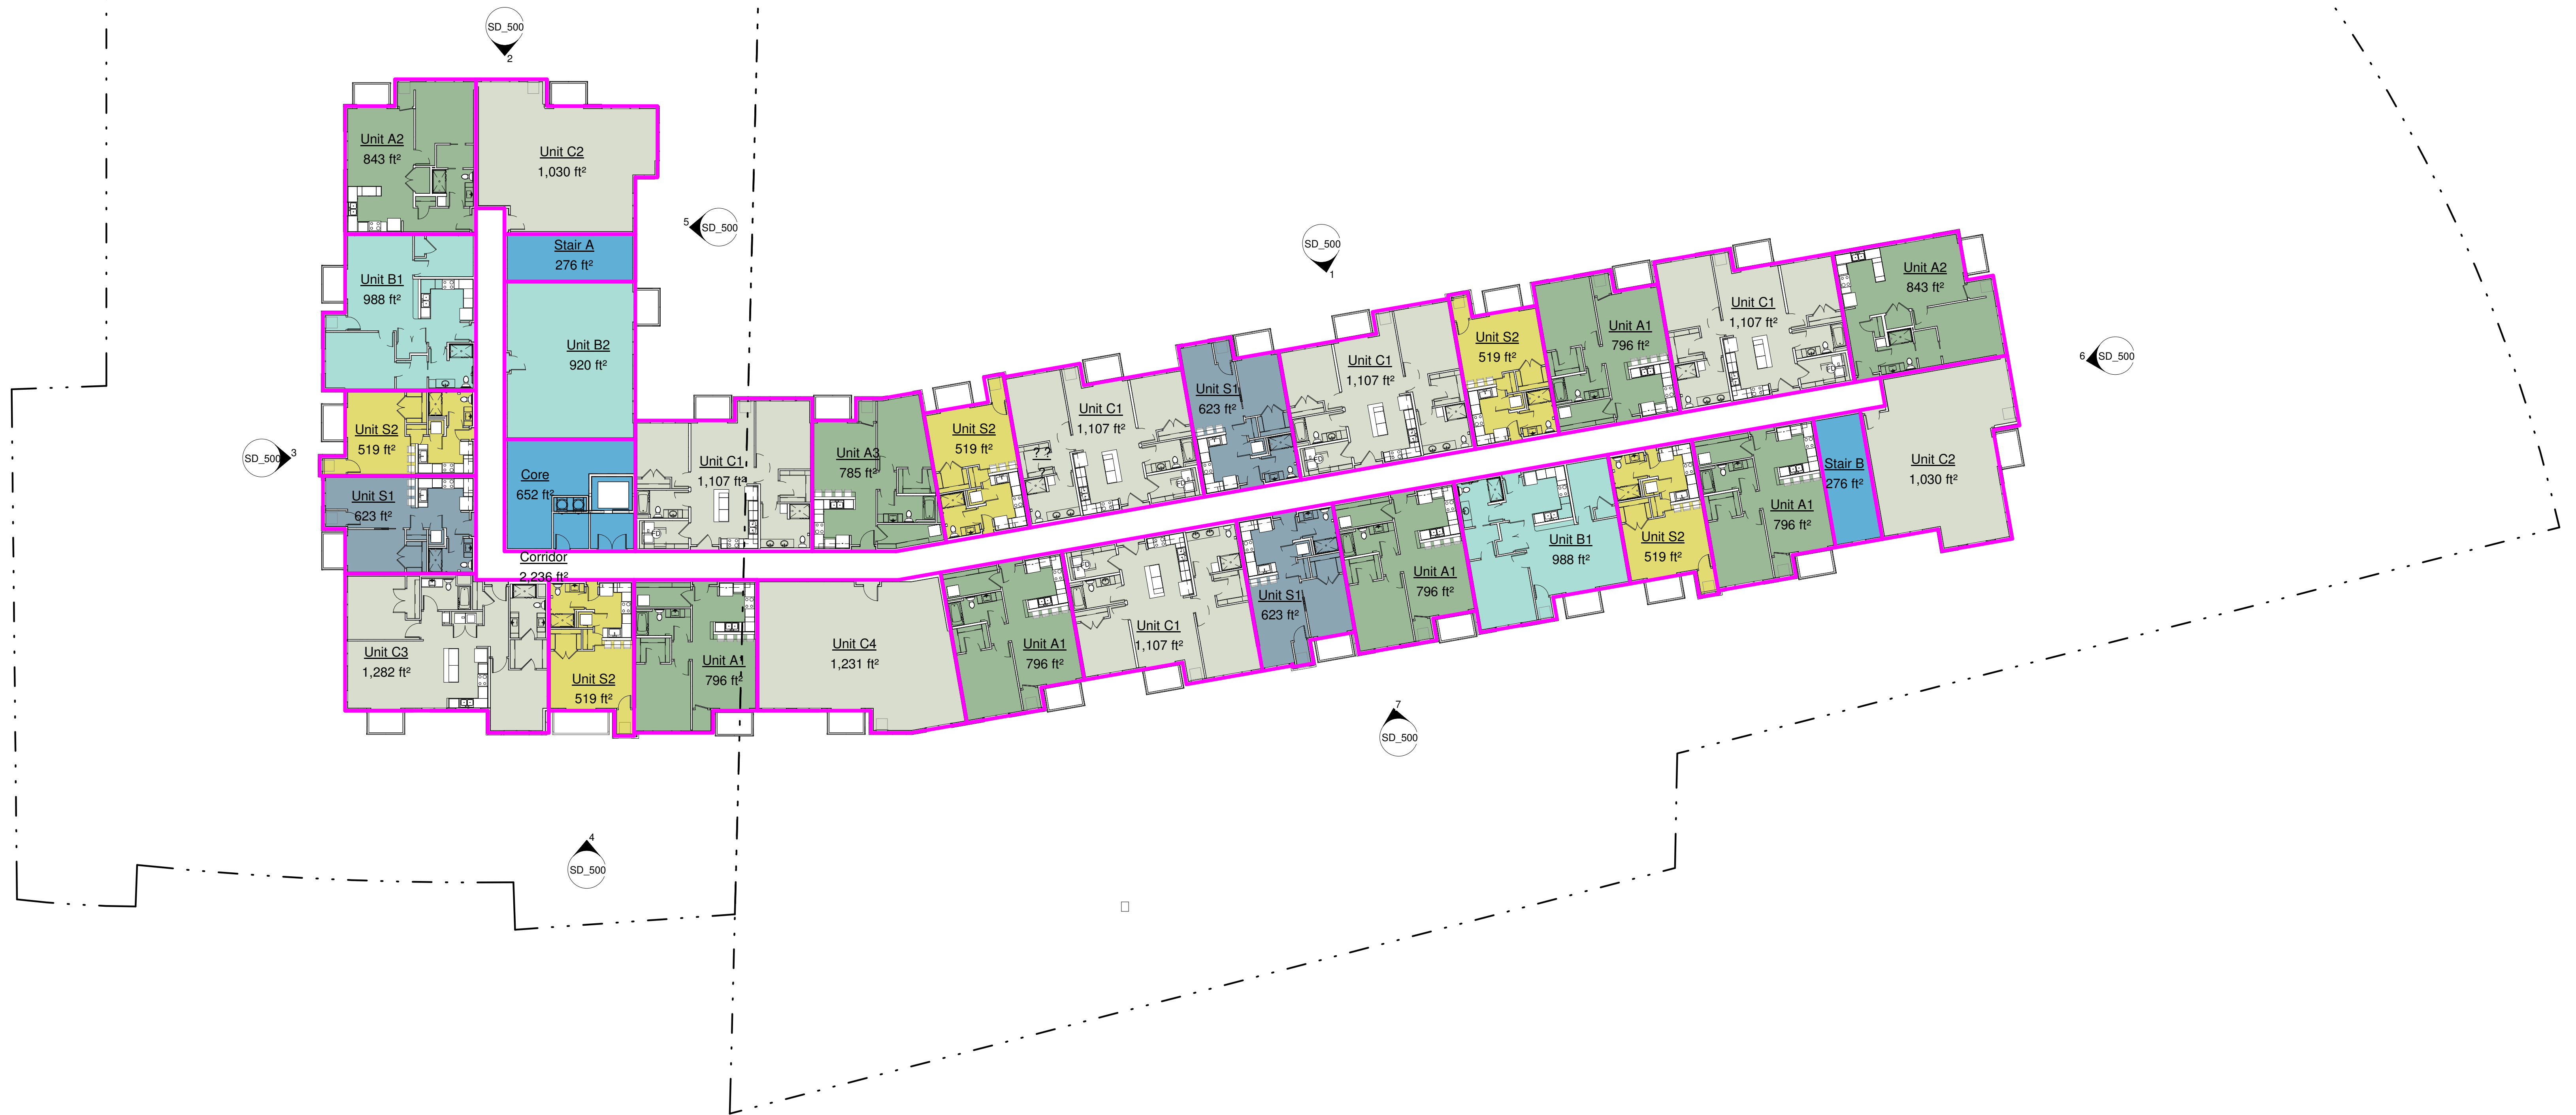 SD_500
2
Unit A2
843 ft²
Unit C2
1,030 ft²
5
SD_500
Stair A
276 ft²
SD_500
1
Unit B1
988 ft²
Unit B2
920 ft²
Unit A2
843 ft²
Unit C1
1,107 ft²
Unit A1
796 ft²
Unit S2
519 ft²
6
SD_500
Unit C1
1,107 ft²
Unit S1
623 ft²
Unit C1
1,107 ft²
??
?
Unit S2
519 ft²
Unit A3
785 ft²
Unit C1
1,107 ft²
Unit S2
519 ft²
SD_500
3
Core
652 ft²
Unit S1
623 ft²
Unit C2
1,030 ft²
Stair B
276 ft²
Unit A1
796 ft²
Unit S2
519 ft²
Unit B1
988 ft²
Corridor
2,236 ft²
Unit A1
796 ft²
Unit S1
623 ft²
Unit C1
1,107 ft²
Unit A1
796 ft²
Unit C4
1,231 ft²
Unit C3
1,282 ft²
Unit A1
796 ft²
Unit S2
519 ft²
7
SD_500
4
SD_500